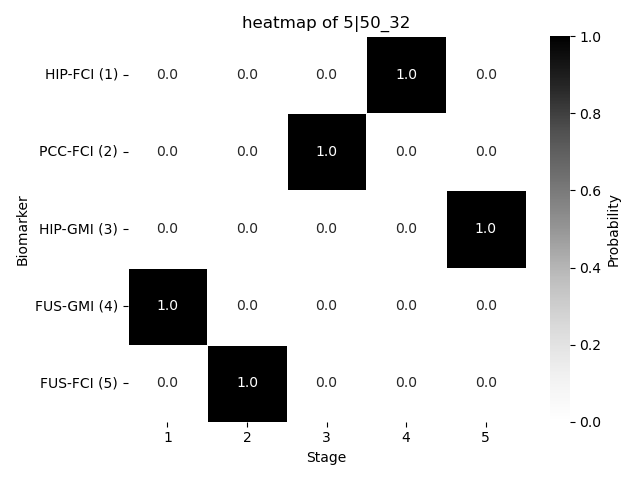 heatmap of 5|50_32
HIP-FCI (1) 0.0 0.0 0.0 1.0 0.0
PCC-FCI (2) 0.0 0.0 1.0 0.0 0.0
HIP-GMI (3) 0.0 0.0 0.0 0.0 1.0
FUS-GMI (4) 1.0 0.0 0.0 0.0 0.0
FUS-FCI (5) 0.0 1.0 0.0 0.0 0.0
1 2 3 4 5
Stage
Biomarker
1.0
0.8
0.6
0.4
0.2
0.0
Probability